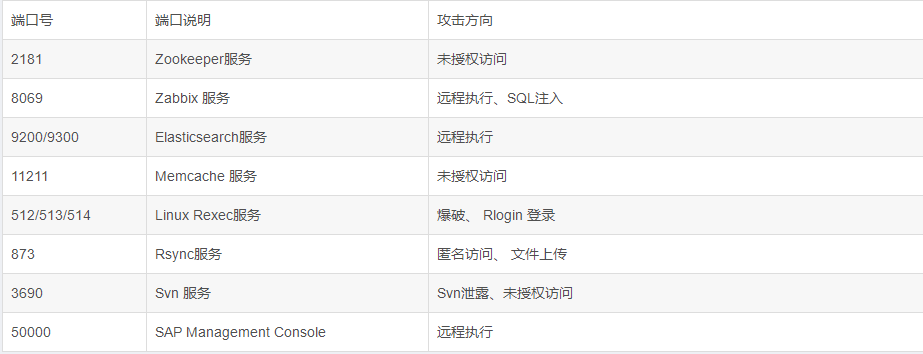 端口号 端口说明 攻击方向
2181 Zookeeper服务 未授权访问
8069 Zabbix 服务 远程执行、SQL注入
9200/9300 Elasticsearch服务 远程执行
11211 Memcache 服务 未授权访问
512/513/514 Linux Rexec服务 爆破、 Rlogin 登录
873 Rsync服务 匿名访问、 文件上传
3690 Svn 服务 Svn泄露、未授权访问
50000 SAP Management Console 远程执行